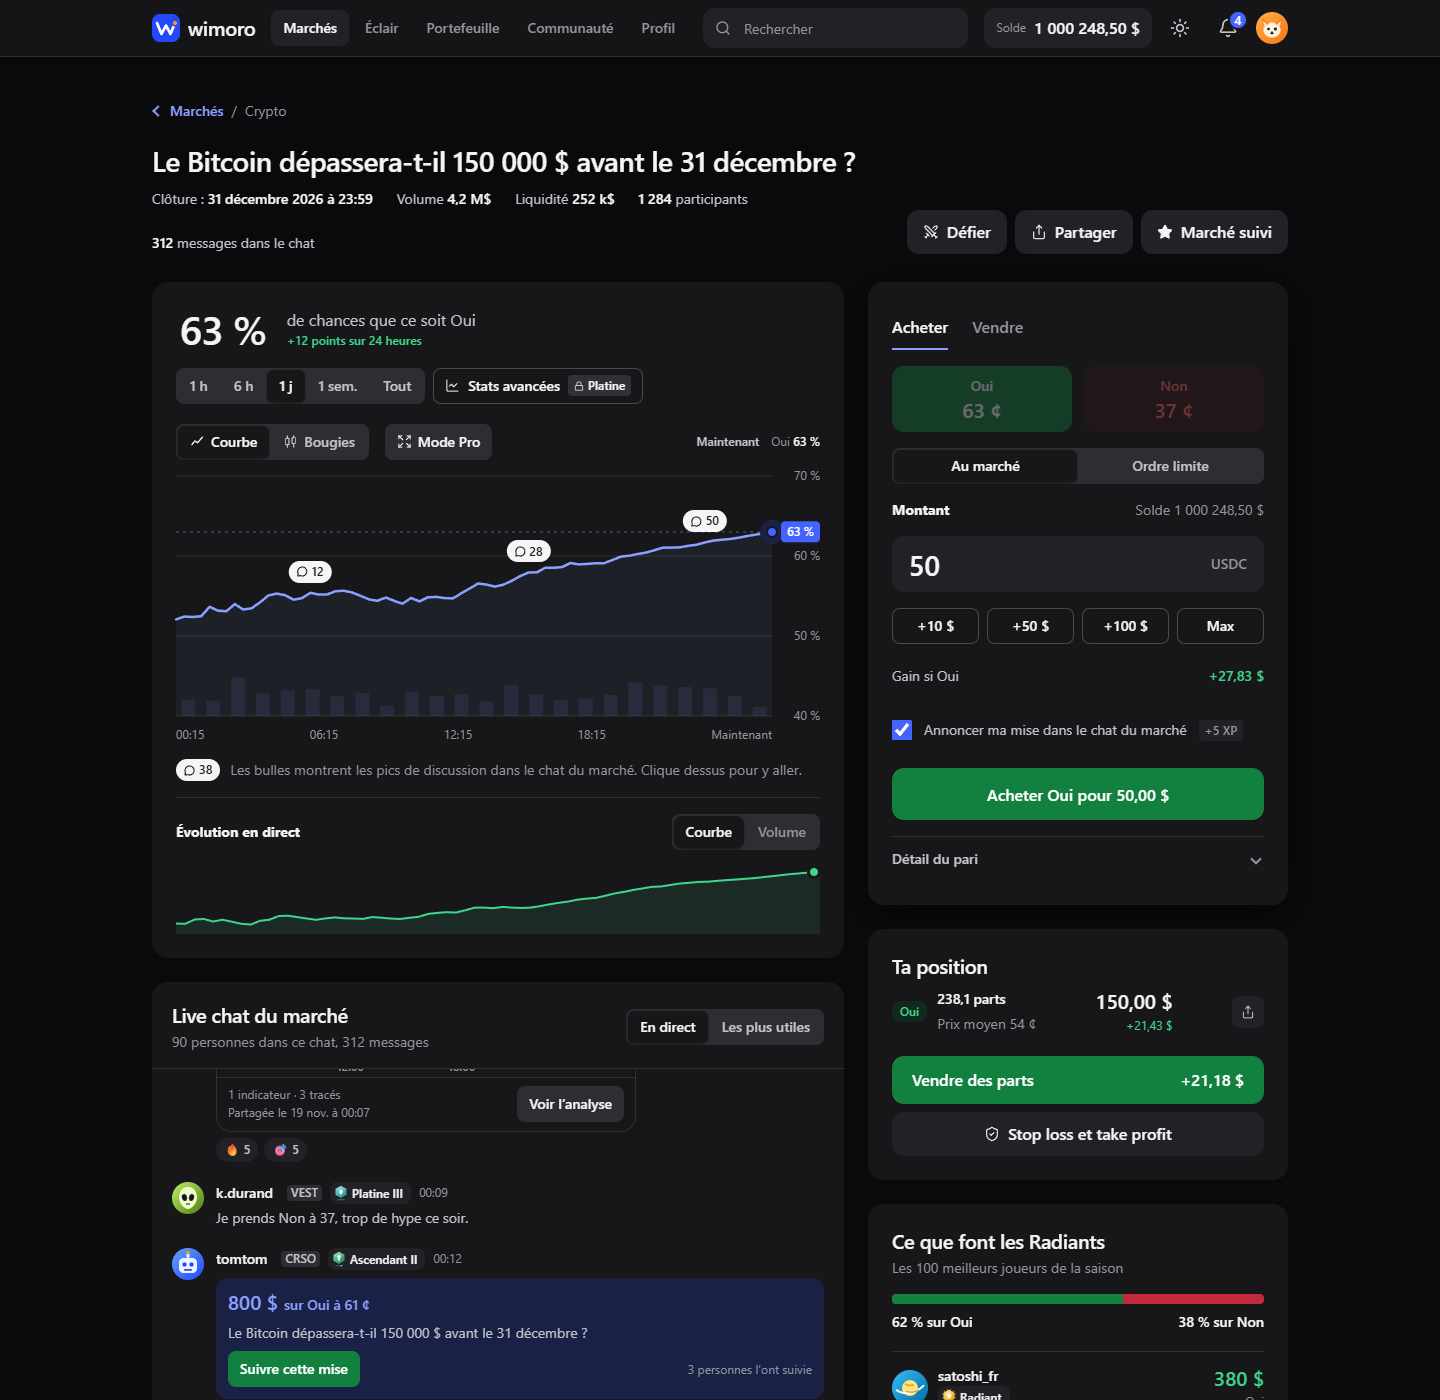 wimoro
Marchés
Éclair
Portefeuille
Communauté
Profil
Rechercher
Solde 1 000 248,50 $
4
Marchés / Crypto
Le Bitcoin dépassera-t-il 150 000 $ avant le 31 décembre ?
Clôture : 31 décembre 2026 à 23:59 Volume 4,2 M$ Liquidité 252 k$ 1 284 participants
312 messages dans le chat
Défier
Partager
Marché suivi
63 %
de chances que ce soit Oui
+12 points sur 24 heures
1 h 6 h 1 j 1 sem. Tout
Stats avancées Platine
Courbe Bougies
Mode Pro
Maintenant Oui 63 %
70 %
50
63 %
28
60 %
12
50 %
40 %
00:15 06:15 12:15 18:15 Maintenant
38 Les bulles montrent les pics de discussion dans le chat du marché. Clique dessus pour y aller.
Évolution en direct
Courbe Volume
Live chat du marché
90 personnes dans ce chat, 312 messages
En direct Les plus utiles
1 indicateur · 3 tracés
Partagée le 19 nov. à 00:07
Voir l'analyse
5 5
k.durand VEST Platine III 00:09
Je prends Non à 37, trop de hype ce soir.
tomtom CRSO Ascendant II 00:12
800 $ sur Oui à 61 ¢
Le Bitcoin dépassera-t-il 150 000 $ avant le 31 décembre ?
Suivre cette mise
3 personnes l'ont suivie
Acheter Vendre
Oui
63 ¢
Non
37 ¢
Au marché Ordre limite
Montant Solde 1 000 248,50 $
50 USDC
+10 $ +50 $ +100 $ Max
Gain si Oui +27,83 $
Annoncer ma mise dans le chat du marché +5 XP
Acheter Oui pour 50,00 $
Détail du pari
Ta position
Oui
238,1 parts
Prix moyen 54 ¢
150,00 $
+21,43 $
Vendre des parts +21,18 $
Stop loss et take profit
Ce que font les Radiants
Les 100 meilleurs joueurs de la saison
62 % sur Oui 38 % sur Non
satoshi_fr 380 $
Radiant